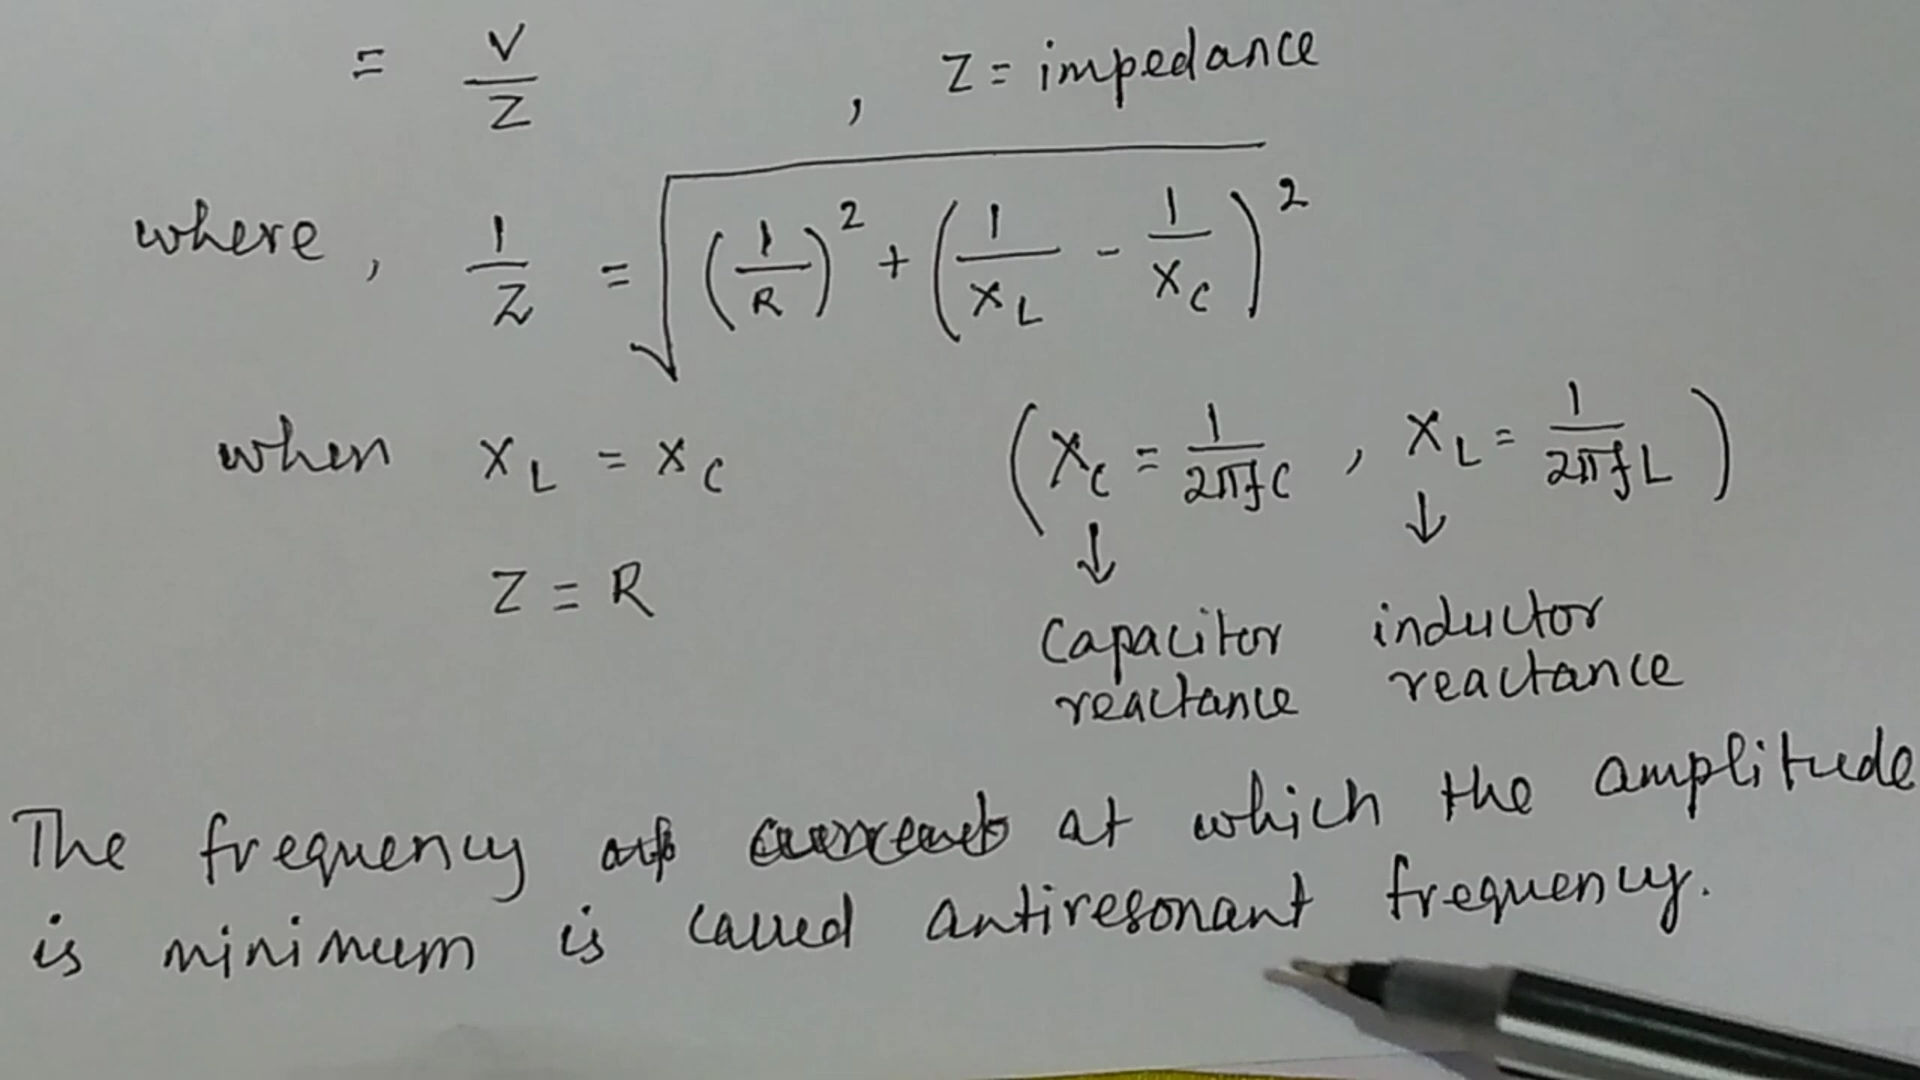 = V/Z , Z = impedance
where, 1/Z = √((1/R)² + (1/X_L - 1/X_C)²)
when X_L = X_C (X_C = 1/2πfC , X_L = 1/2πfL)
↓ ↓
Z = R
Capacitor inductor
reactance reactance
The frequency at which the amplitude
is minimum is called antiresonant frequency.